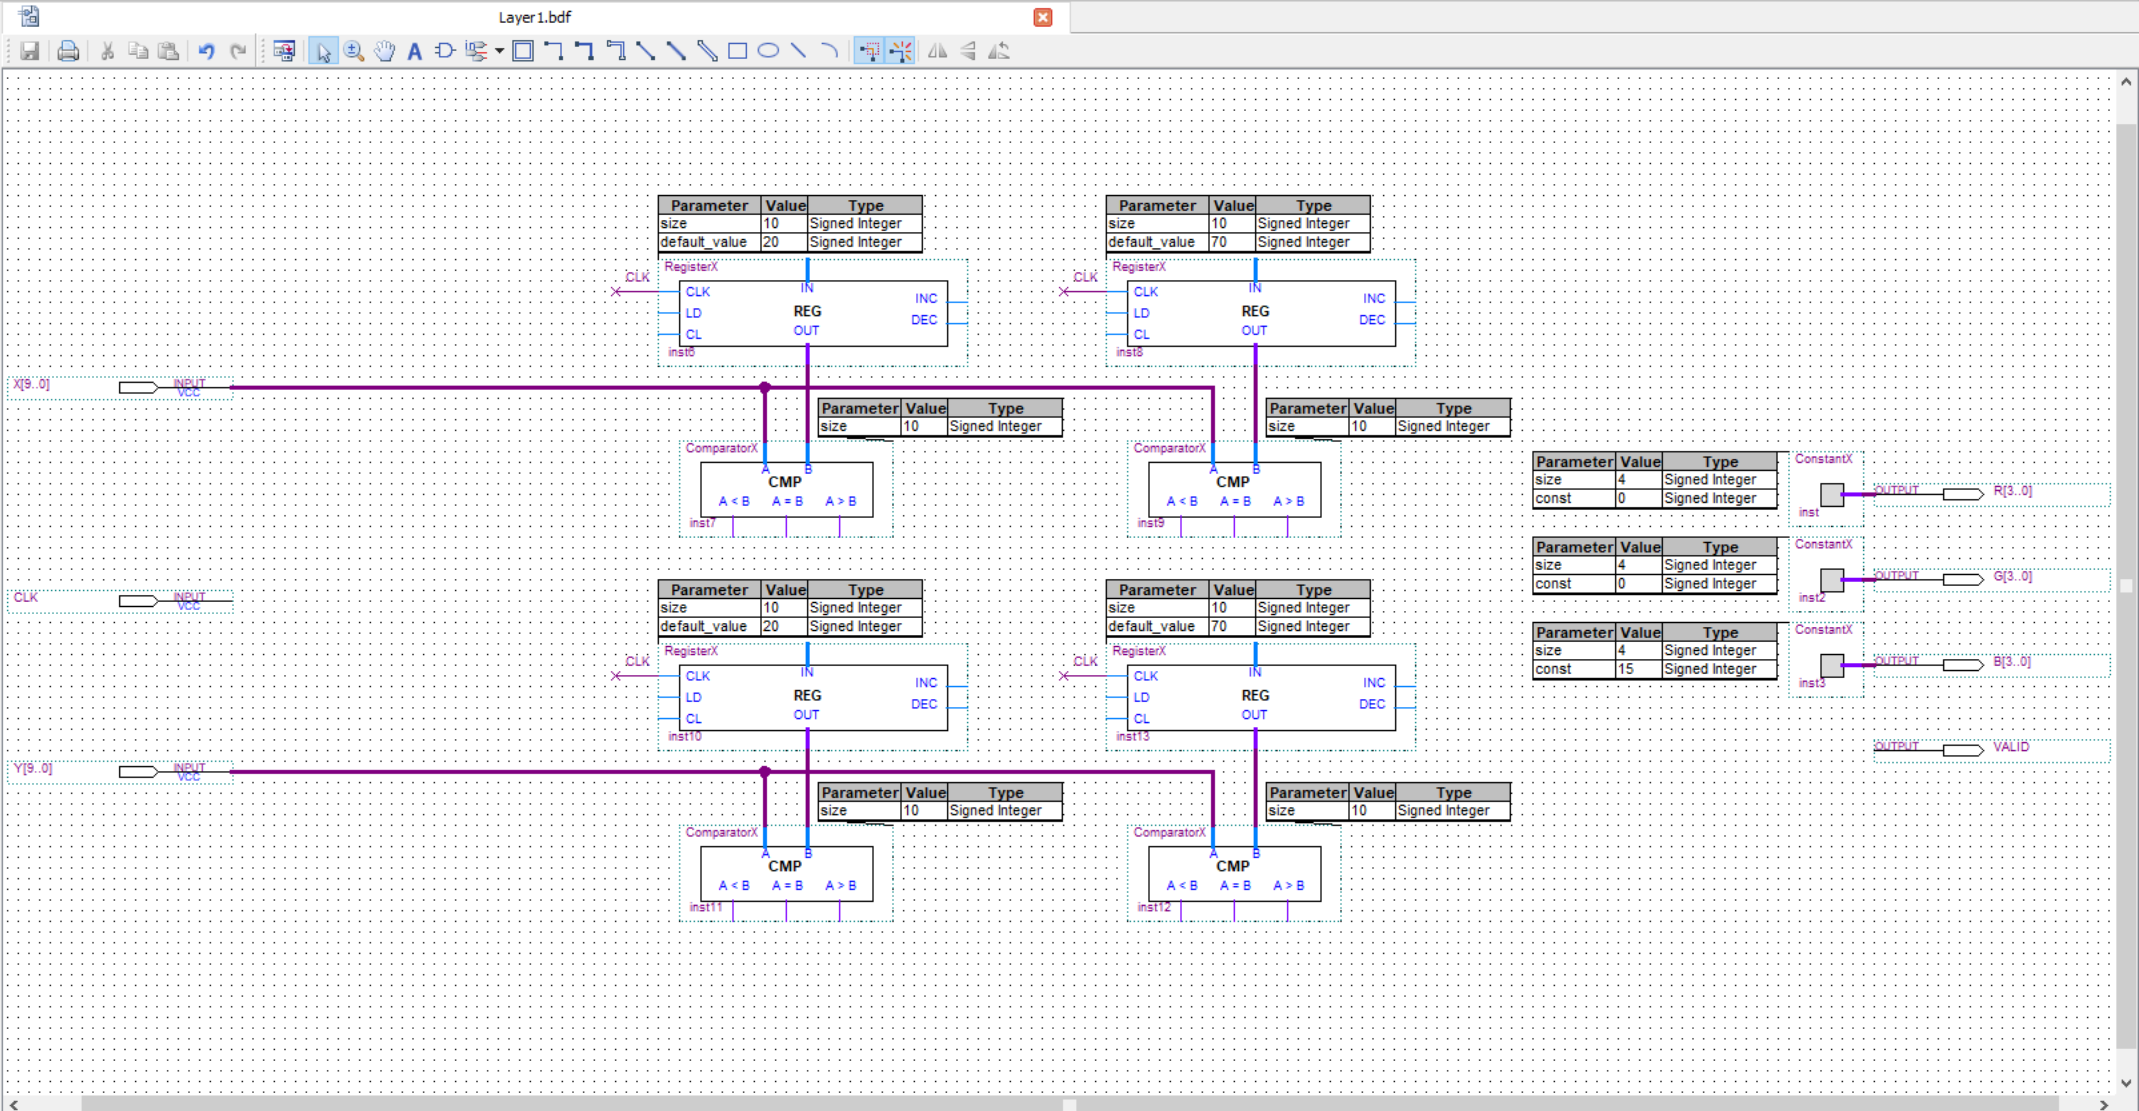 Layer1.bdf
Parameter Value Type
size 10 Signed Integer
default_value 20 Signed Integer
Parameter Value Type
size 10 Signed Integer
default_value 70 Signed Integer
RegisterX
CLK
CLK
LD
CL
IN
REG
OUT
INC
DEC
inst6
RegisterX
CLK
CLK
LD
CL
IN
REG
OUT
INC
DEC
inst8
X[9..0]
INPUT
VCC
Parameter Value Type
size 10 Signed Integer
Parameter Value Type
size 10 Signed Integer
ComparatorX
A B
CMP
A < B A = B A > B
inst7
ComparatorX
A B
CMP
A < B A = B A > B
inst9
Parameter Value Type
size 4 Signed Integer
const 0 Signed Integer
ConstantX
inst
OUTPUT
R[3..0]
Parameter Value Type
size 4 Signed Integer
const 0 Signed Integer
ConstantX
inst2
OUTPUT
G[3..0]
CLK
INPUT
VCC
Parameter Value Type
size 10 Signed Integer
default_value 20 Signed Integer
Parameter Value Type
size 10 Signed Integer
default_value 70 Signed Integer
Parameter Value Type
size 4 Signed Integer
const 15 Signed Integer
ConstantX
inst3
OUTPUT
B[3..0]
RegisterX
CLK
CLK
LD
CL
IN
REG
OUT
INC
DEC
inst10
RegisterX
CLK
CLK
LD
CL
IN
REG
OUT
INC
DEC
inst13
OUTPUT
VALID
Y[9..0]
INPUT
VCC
Parameter Value Type
size 10 Signed Integer
Parameter Value Type
size 10 Signed Integer
ComparatorX
A B
CMP
A < B A = B A > B
inst11
ComparatorX
A B
CMP
A < B A = B A > B
inst12